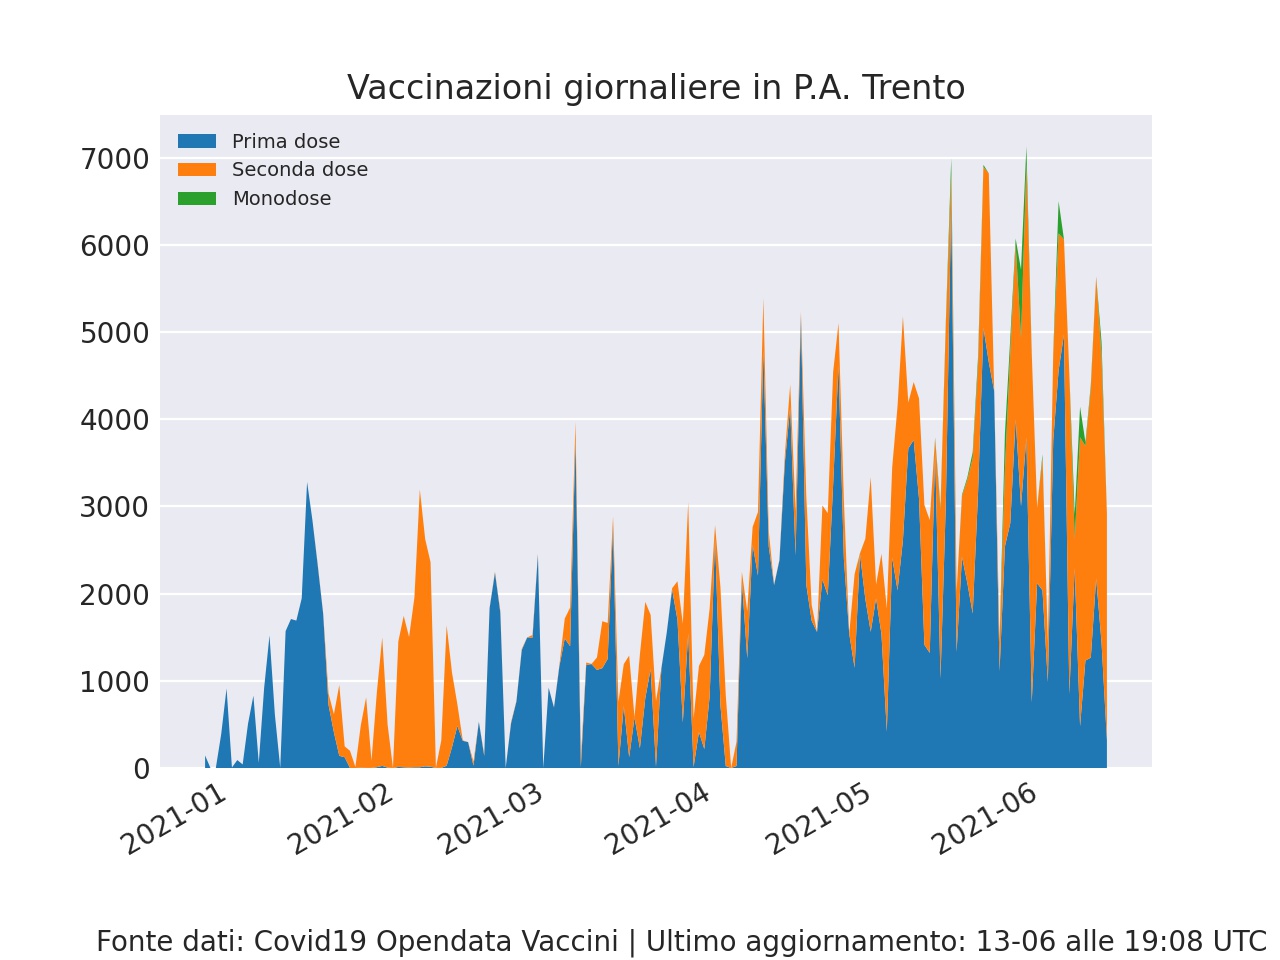 Vaccinazioni giornaliere in P.A. Trento
Prima dose
Seconda dose
Monodose
7000
6000
5000
4000
3000
2000
1000
0
2021-01
2021-02
2021-03
2021-04
2021-05
2021-06
Fonte dati: Covid19 Opendata Vaccini | Ultimo aggiornamento: 13-06 alle 19:08 UTC